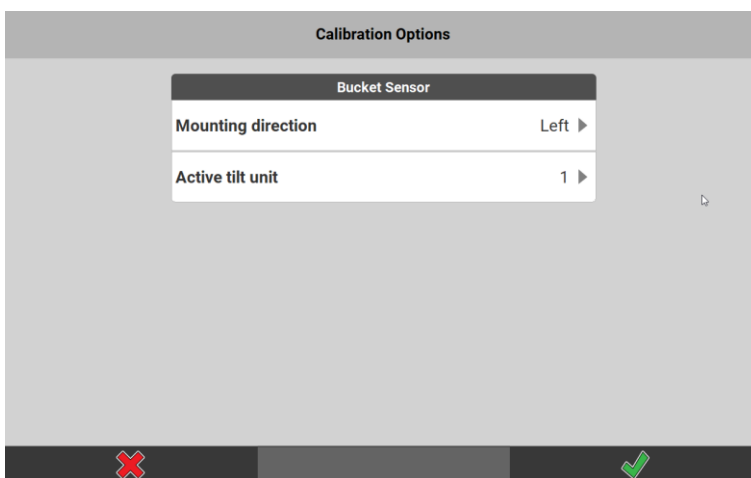 Calibration Options
Bucket Sensor
Mounting direction Left
Active tilt unit 1